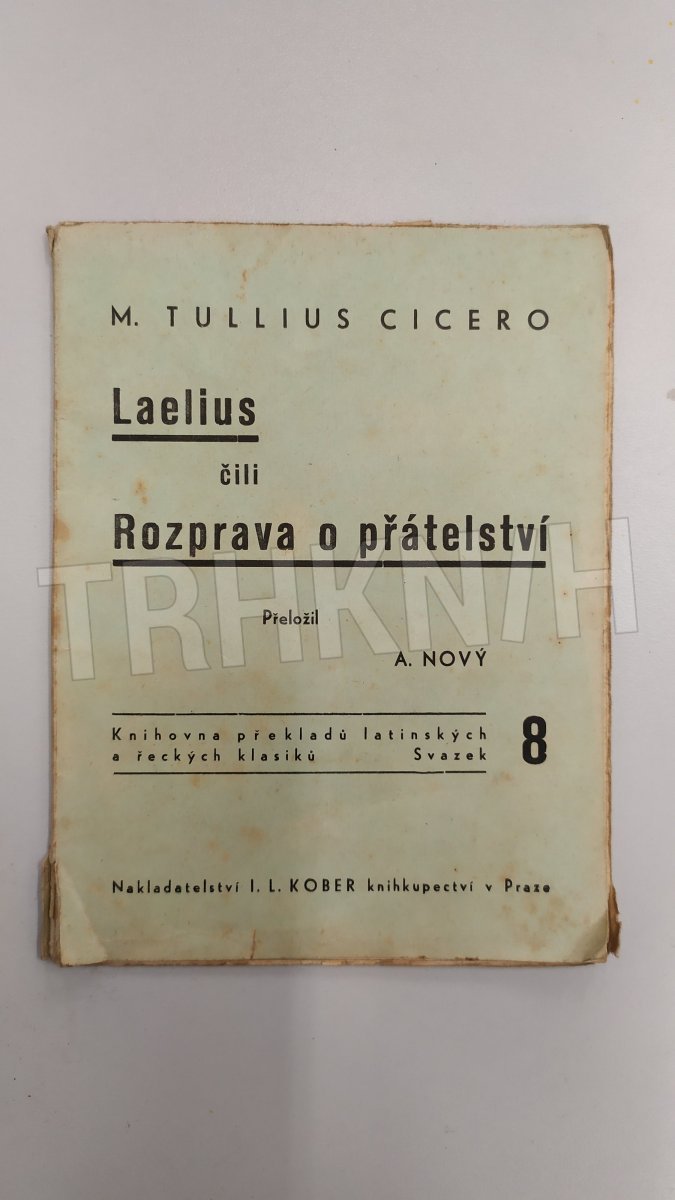 M. TULLIUS CICERO
Laelius
čili
Rozprava o přátelství
TRHKNIH
Přeložil
A. NOVÝ
Knihovna překladů latinských
a řeckých klasiků Svazek 8
Nakladatelství I. L. KOBER knihkupectví v Praze